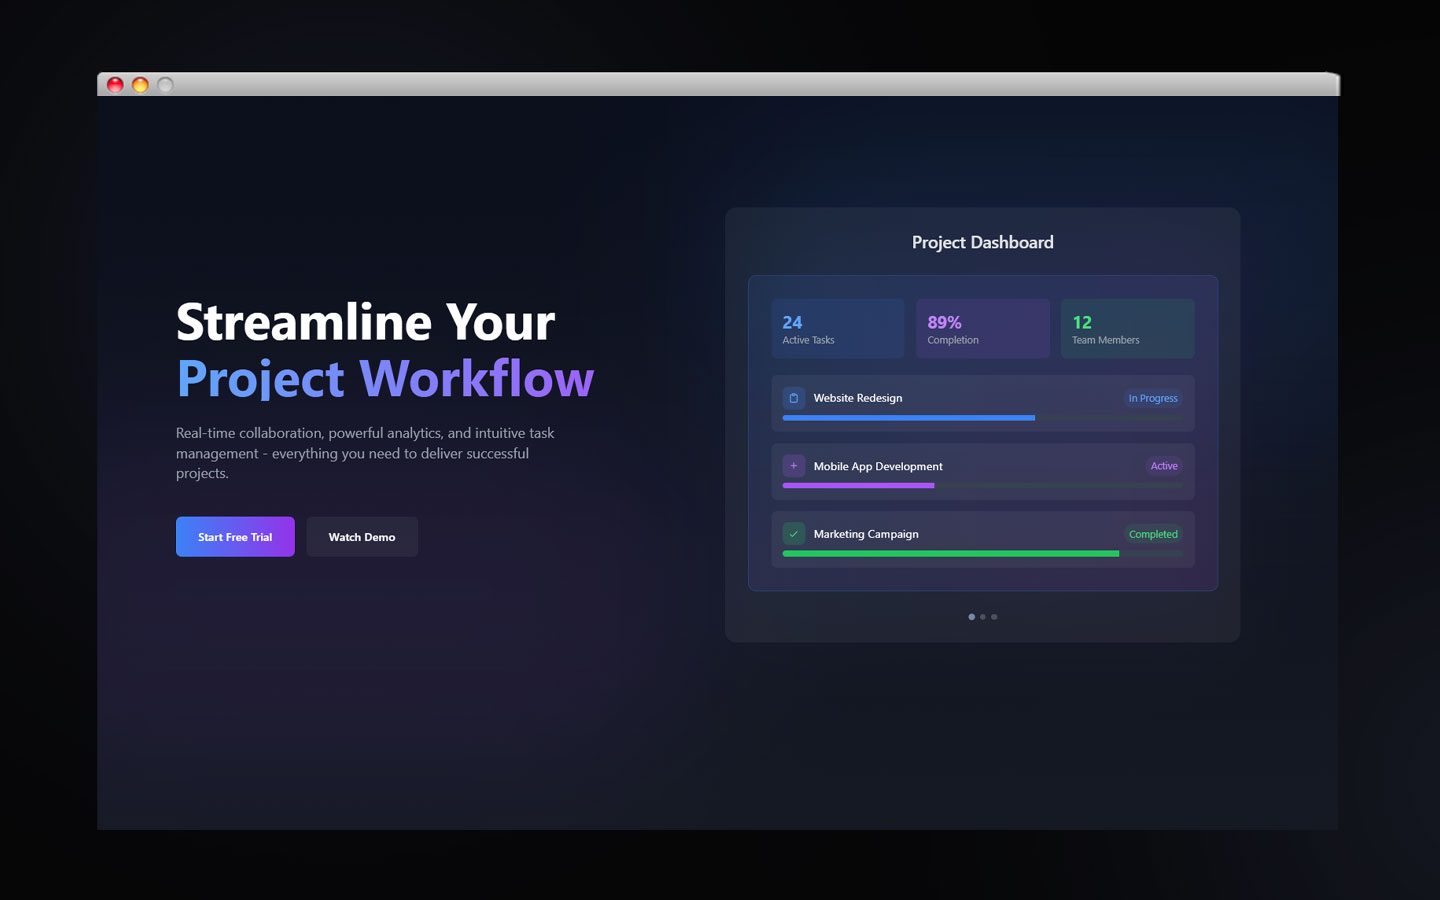 Streamline Your
Project Workflow
Real-time collaboration, powerful analytics, and intuitive task
management - everything you need to deliver successful
projects.
Start Free Trial
Watch Demo
Project Dashboard
24
Active Tasks
89%
Completion
12
Team Members
Website Redesign
In Progress
Mobile App Development
Active
Marketing Campaign
Completed